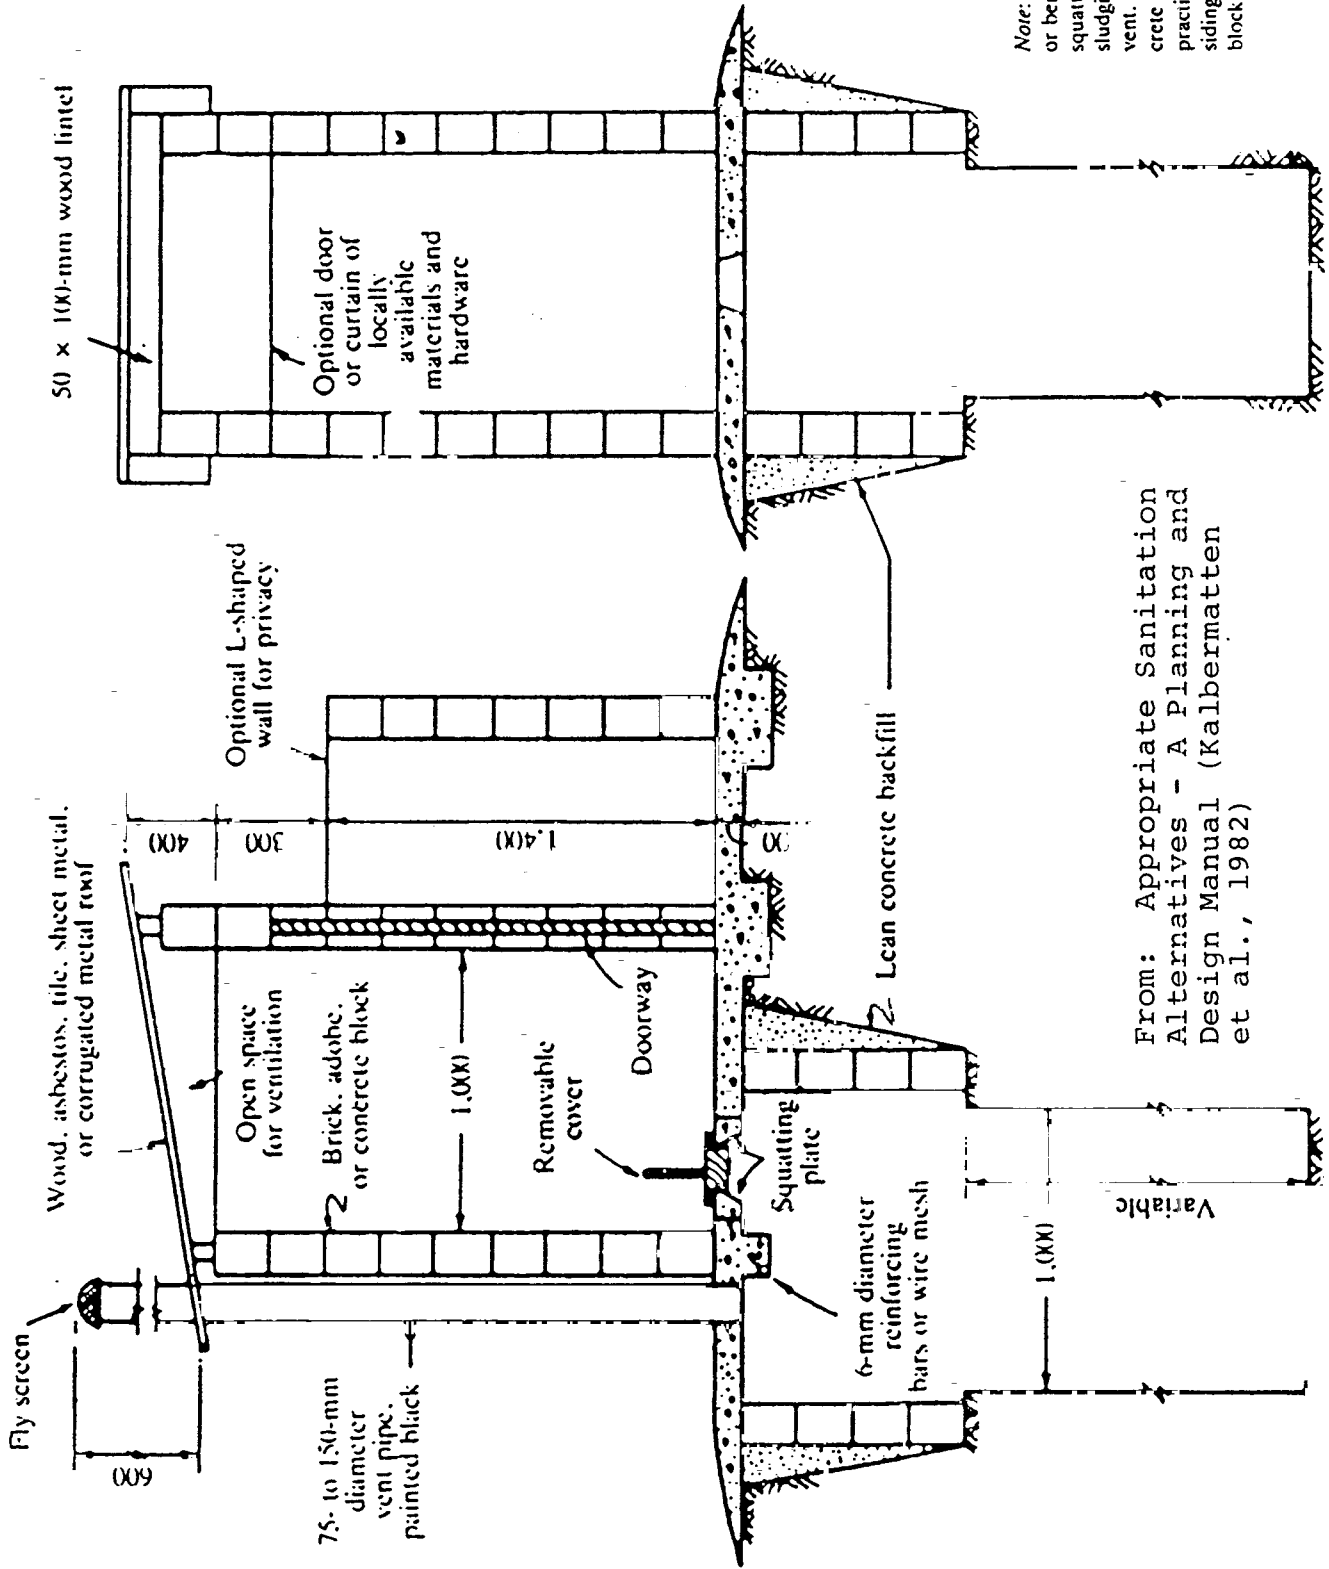 Fly screen
600
75- to 150-mm
diameter
vent pipe,
painted black
Wood, asbestos, tile, sheet metal,
or corrugated metal roof
Open space
for ventilation
Brick, adobe,
or concrete block
1,000
Removable
cover
Doorway
Squatting
plate
6-mm diameter
reinforcing
bars or wire mesh
1,000
Variable
Lean concrete backfill
400
300
1,400
Optional L-shaped
wall for privacy
50 × 100-mm wood lintel
Optional door
or curtain of
locally
available
materials and
hardware
From: Appropriate Sanitation
Alternatives - A Planning and
Design Manual (Kalbermatten
et al., 1982)
Note:
or
vent.
block